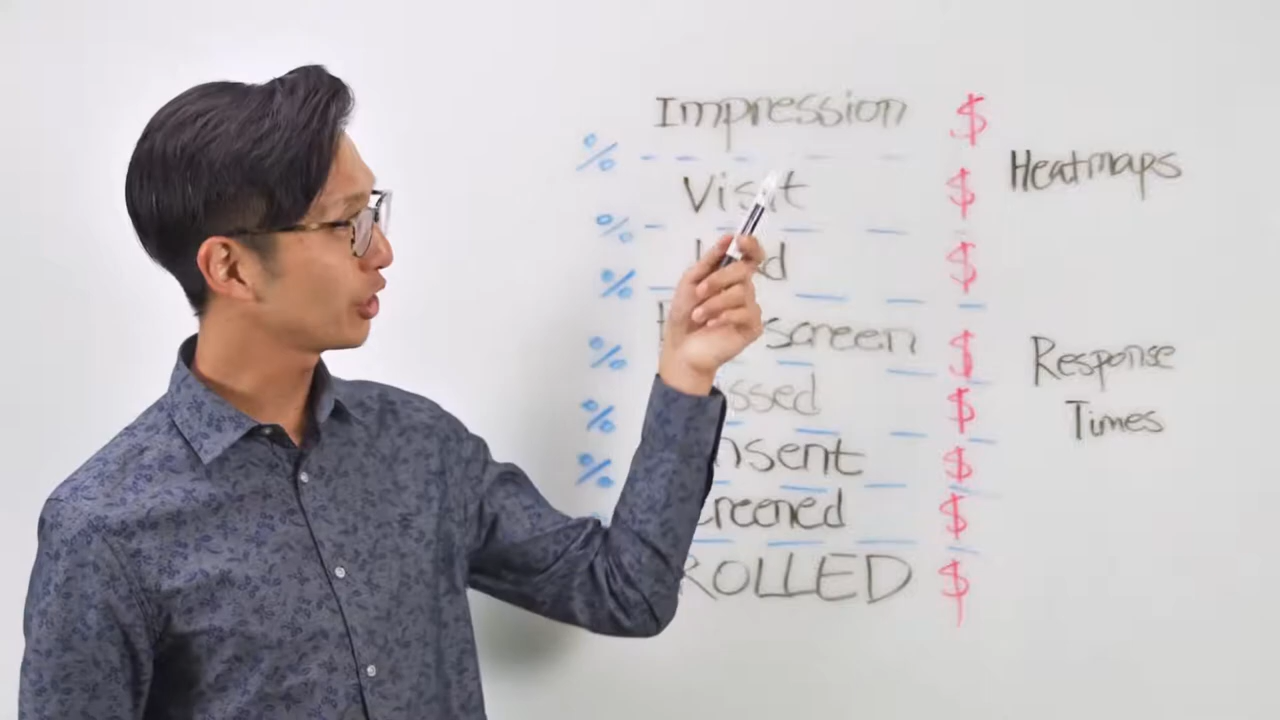 Impression $
% Heatmaps
Visit $
%
$
%
screen $
% Response
ssed $
% Times
nsent $
%
creened $
ROLLED $